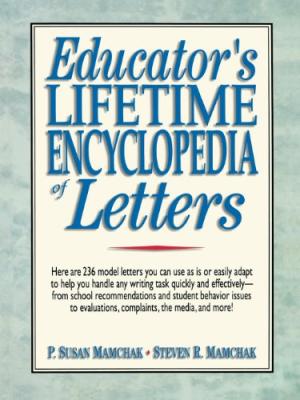 Educator's
LIFETIME
ENCYCLOPEDIA
of Letters
Here are 236 model letters you can use as is or easily adapt
to help you handle any writing task quickly and effectively—
from school recommendations and student behavior issues
to evaluations, complaints, the media, and more!
P. SUSAN MAMCHAK • STEVEN R. MAMCHAK